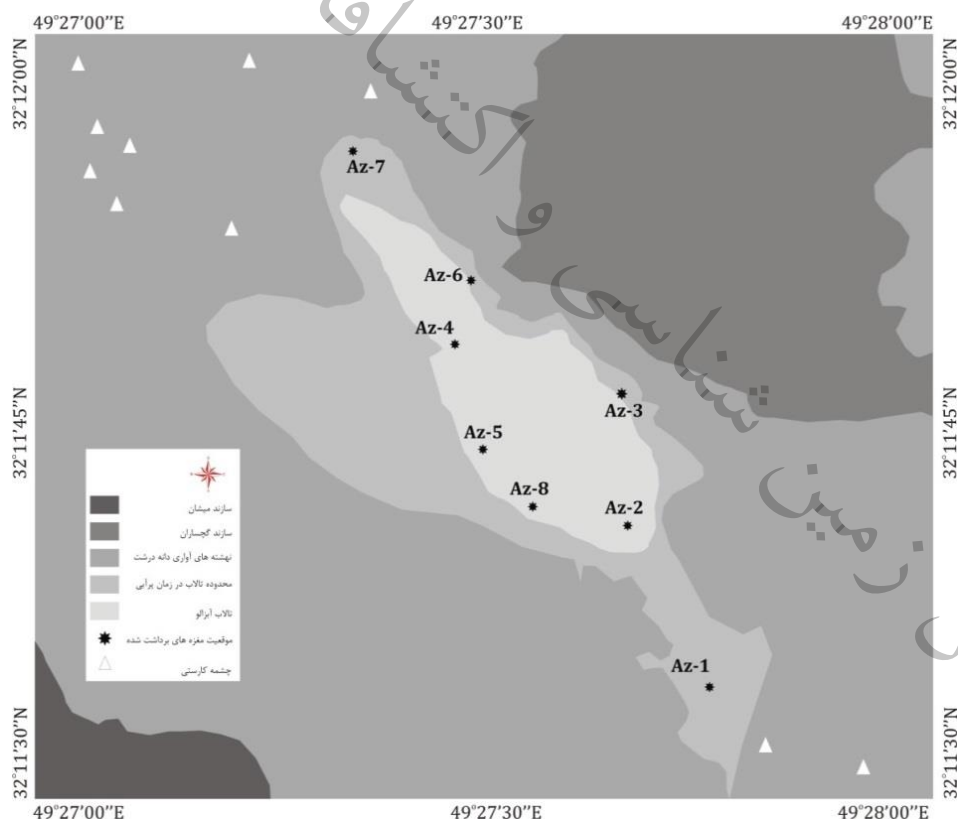 49°27'00"E
49°27'30"E
49°28'00"E
32°12'00"N
32°12'00"N
Az-7
Az-6
Az-4
Az-3
32°11'45"N
32°11'45"N
Az-5
Az-8
Az-2
سازند میشان
سازند گچساران
نهشته های آواری دانه درشت
محدوده تالاب در زمان پرآبی
تالاب آبزالو
موقعیت مغزه های برداشت شده
چشمه کارستی
Az-1
32°11'30"N
32°11'30"N
49°27'00"E
49°27'30"E
49°28'00"E